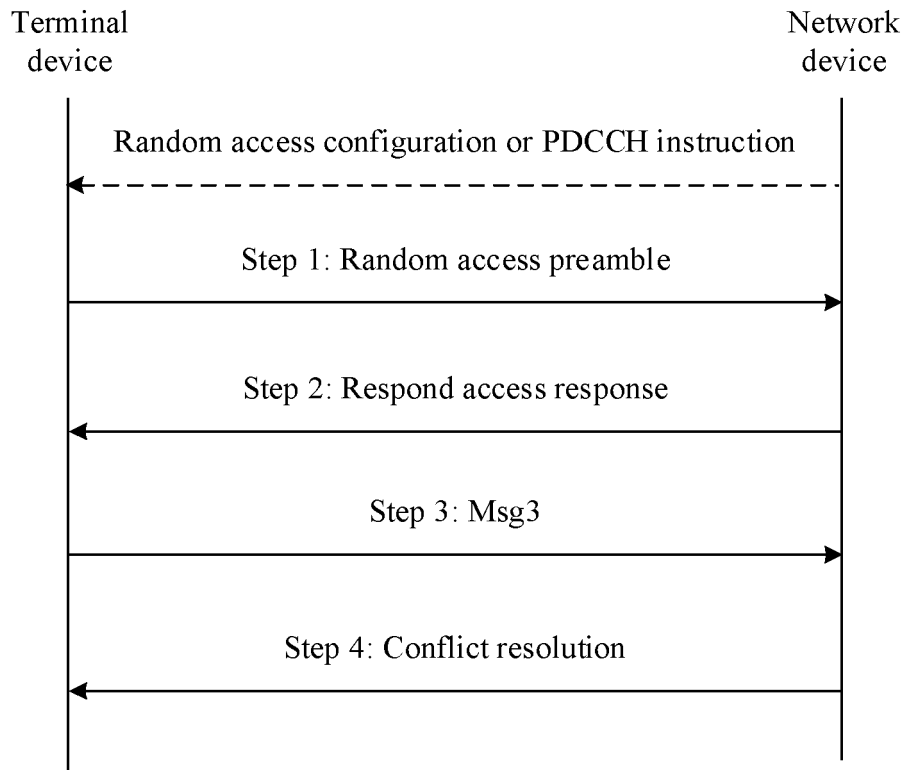 Terminal
device
Network
device
Random access configuration or PDCCH instruction
Step 1: Random access preamble
Step 2: Respond access response
Step 3: Msg3
Step 4: Conflict resolution